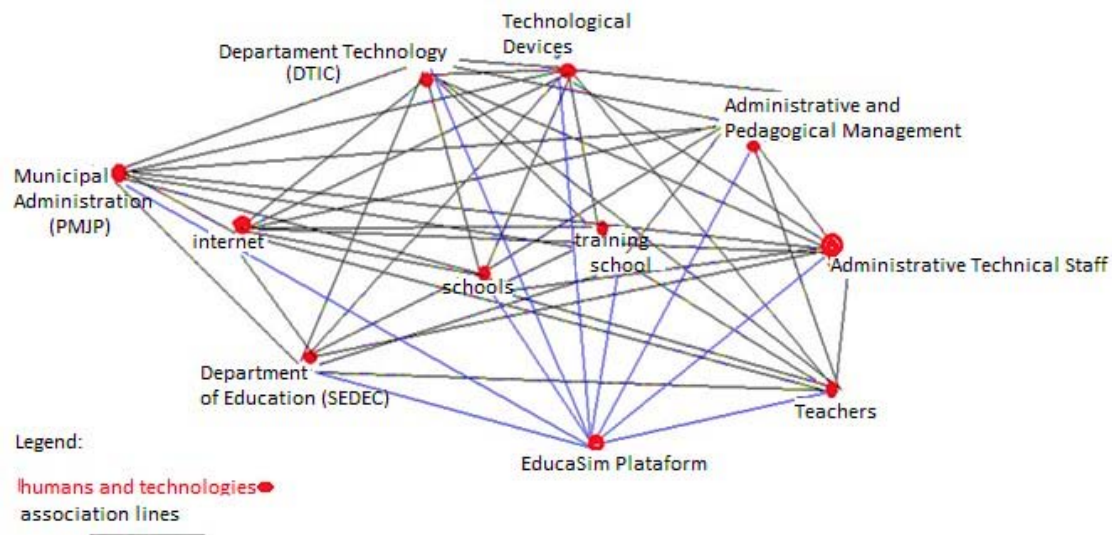 Technological
Devices
Departament Technology
(DTIC)
Administrative and
Pedagogical Management
Municipal
Administration
(PMJP)
internet
training
school
Administrative Technical Staff
schools
Department
of Education (SEDEC)
Teachers
EducaSim Plataform
Legend:
humans and technologies
association lines